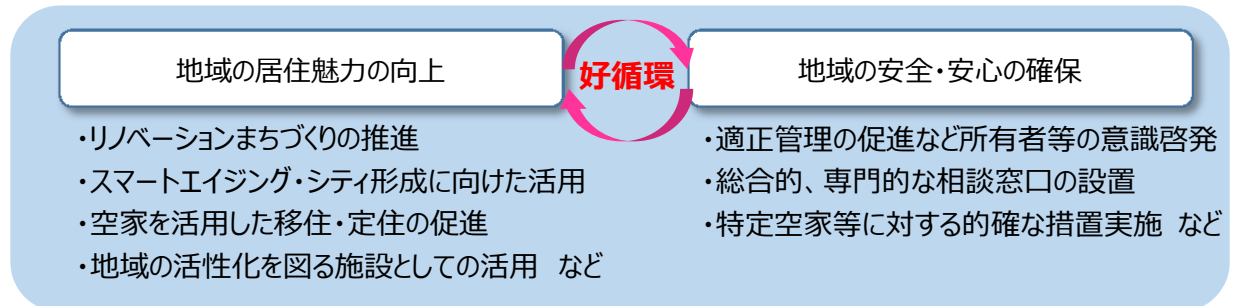 地域の居住魅力の向上
好循環
地域の安全・安心の確保
・リノベーションまちづくりの推進
・スマートエイジング・シティ形成に向けた活用
・空家を活用した移住・定住の促進
・地域の活性化を図る施設としての活用　など
・適正管理の促進など所有者等の意識啓発
・総合的、専門的な相談窓口の設置
・特定空家等に対する的確な措置実施　など